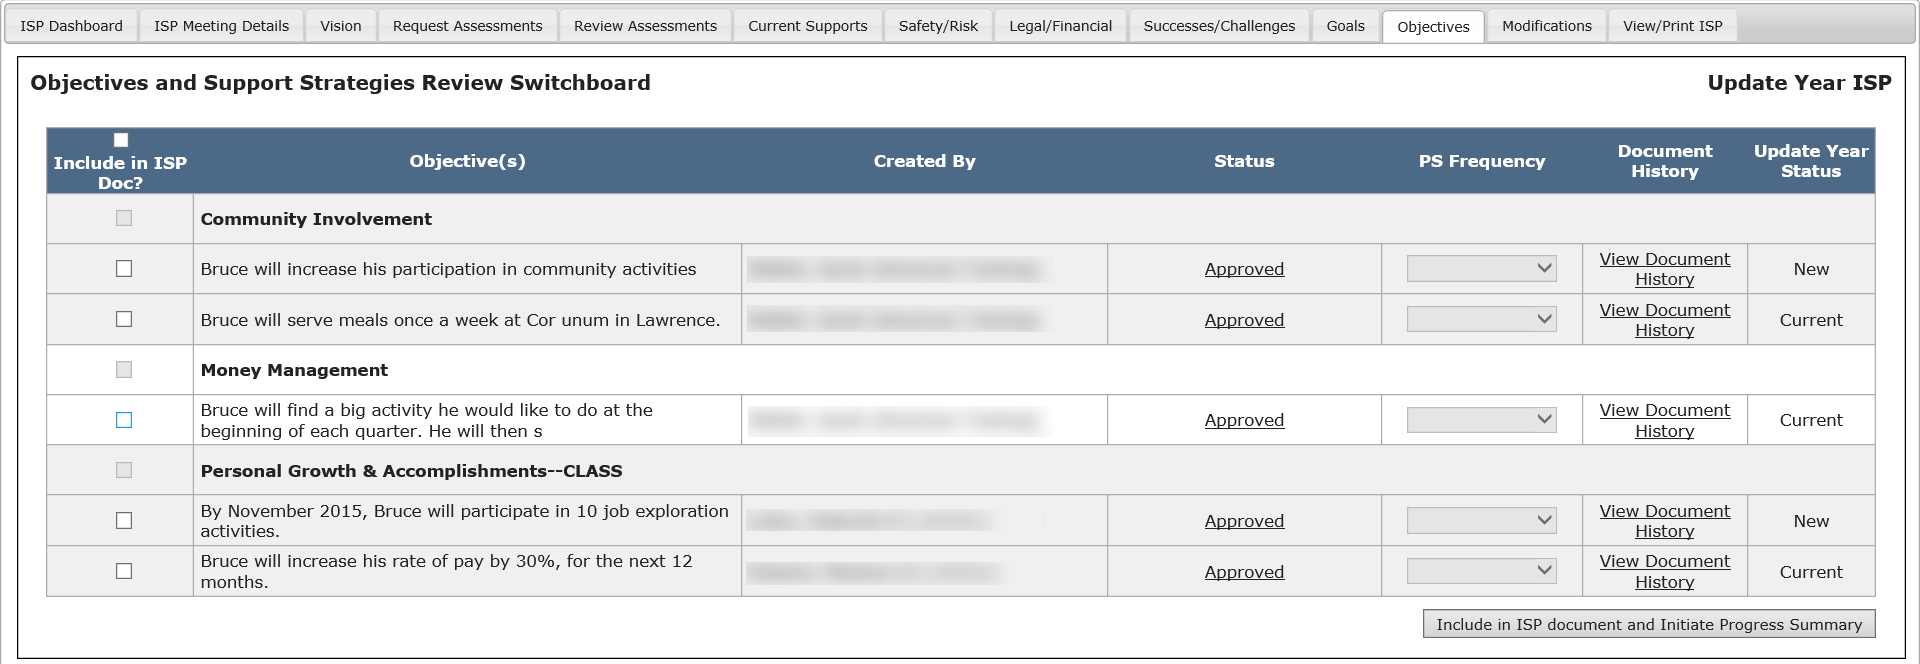 ISP Dashboard ISP Meeting Details Vision Request Assessments Review Assessments Current Supports Safety/Risk Legal/Financial Successes/Challenges Goals Objectives Modifications View/Print ISP
Objectives and Support Strategies Review Switchboard Update Year ISP
Include in ISP Doc? Objective(s) Created By Status PS Frequency Document History Update Year Status
Community Involvement
Bruce will increase his participation in community activities Approved View Document History New
Bruce will serve meals once a week at Cor unum in Lawrence. Approved View Document History Current
Money Management
Bruce will find a big activity he would like to do at the
beginning of each quarter. He will then s Approved View Document History Current
Personal Growth & Accomplishments--CLASS
By November 2015, Bruce will participate in 10 job exploration
activities. Approved View Document History New
Bruce will increase his rate of pay by 30%, for the next 12
months. Approved View Document History Current
Include in ISP document and Initiate Progress Summary